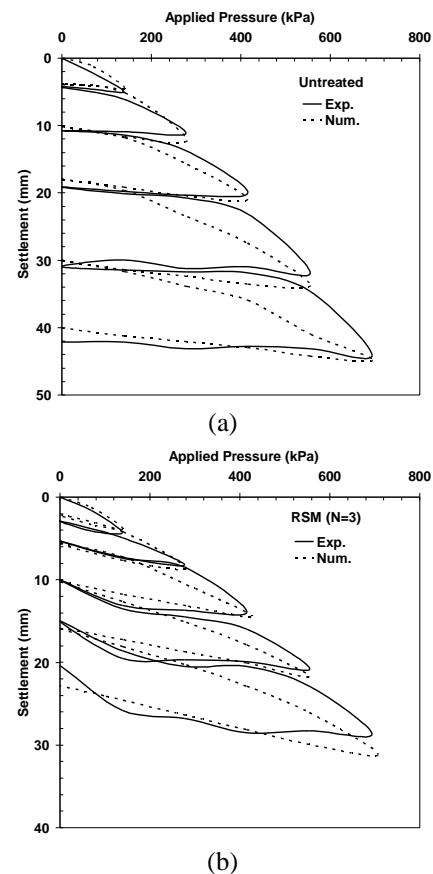 Applied Pressure (kPa)
0 200 400 600 800
0
10
20
30
40
50
Settlement (mm)
Untreated
Exp.
Num.
(a)
Applied Pressure (kPa)
0 200 400 600 800
0
10
20
30
40
Settlement (mm)
RSM (N=3)
Exp.
Num.
(b)